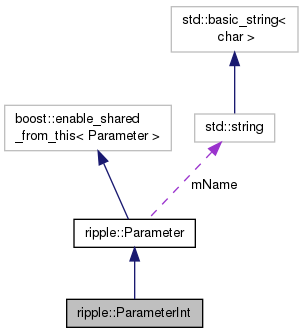 std::basic_string<
char >
boost::enable_shared
_from_this< Parameter >
std::string
mName
ripple::Parameter
ripple::ParameterInt